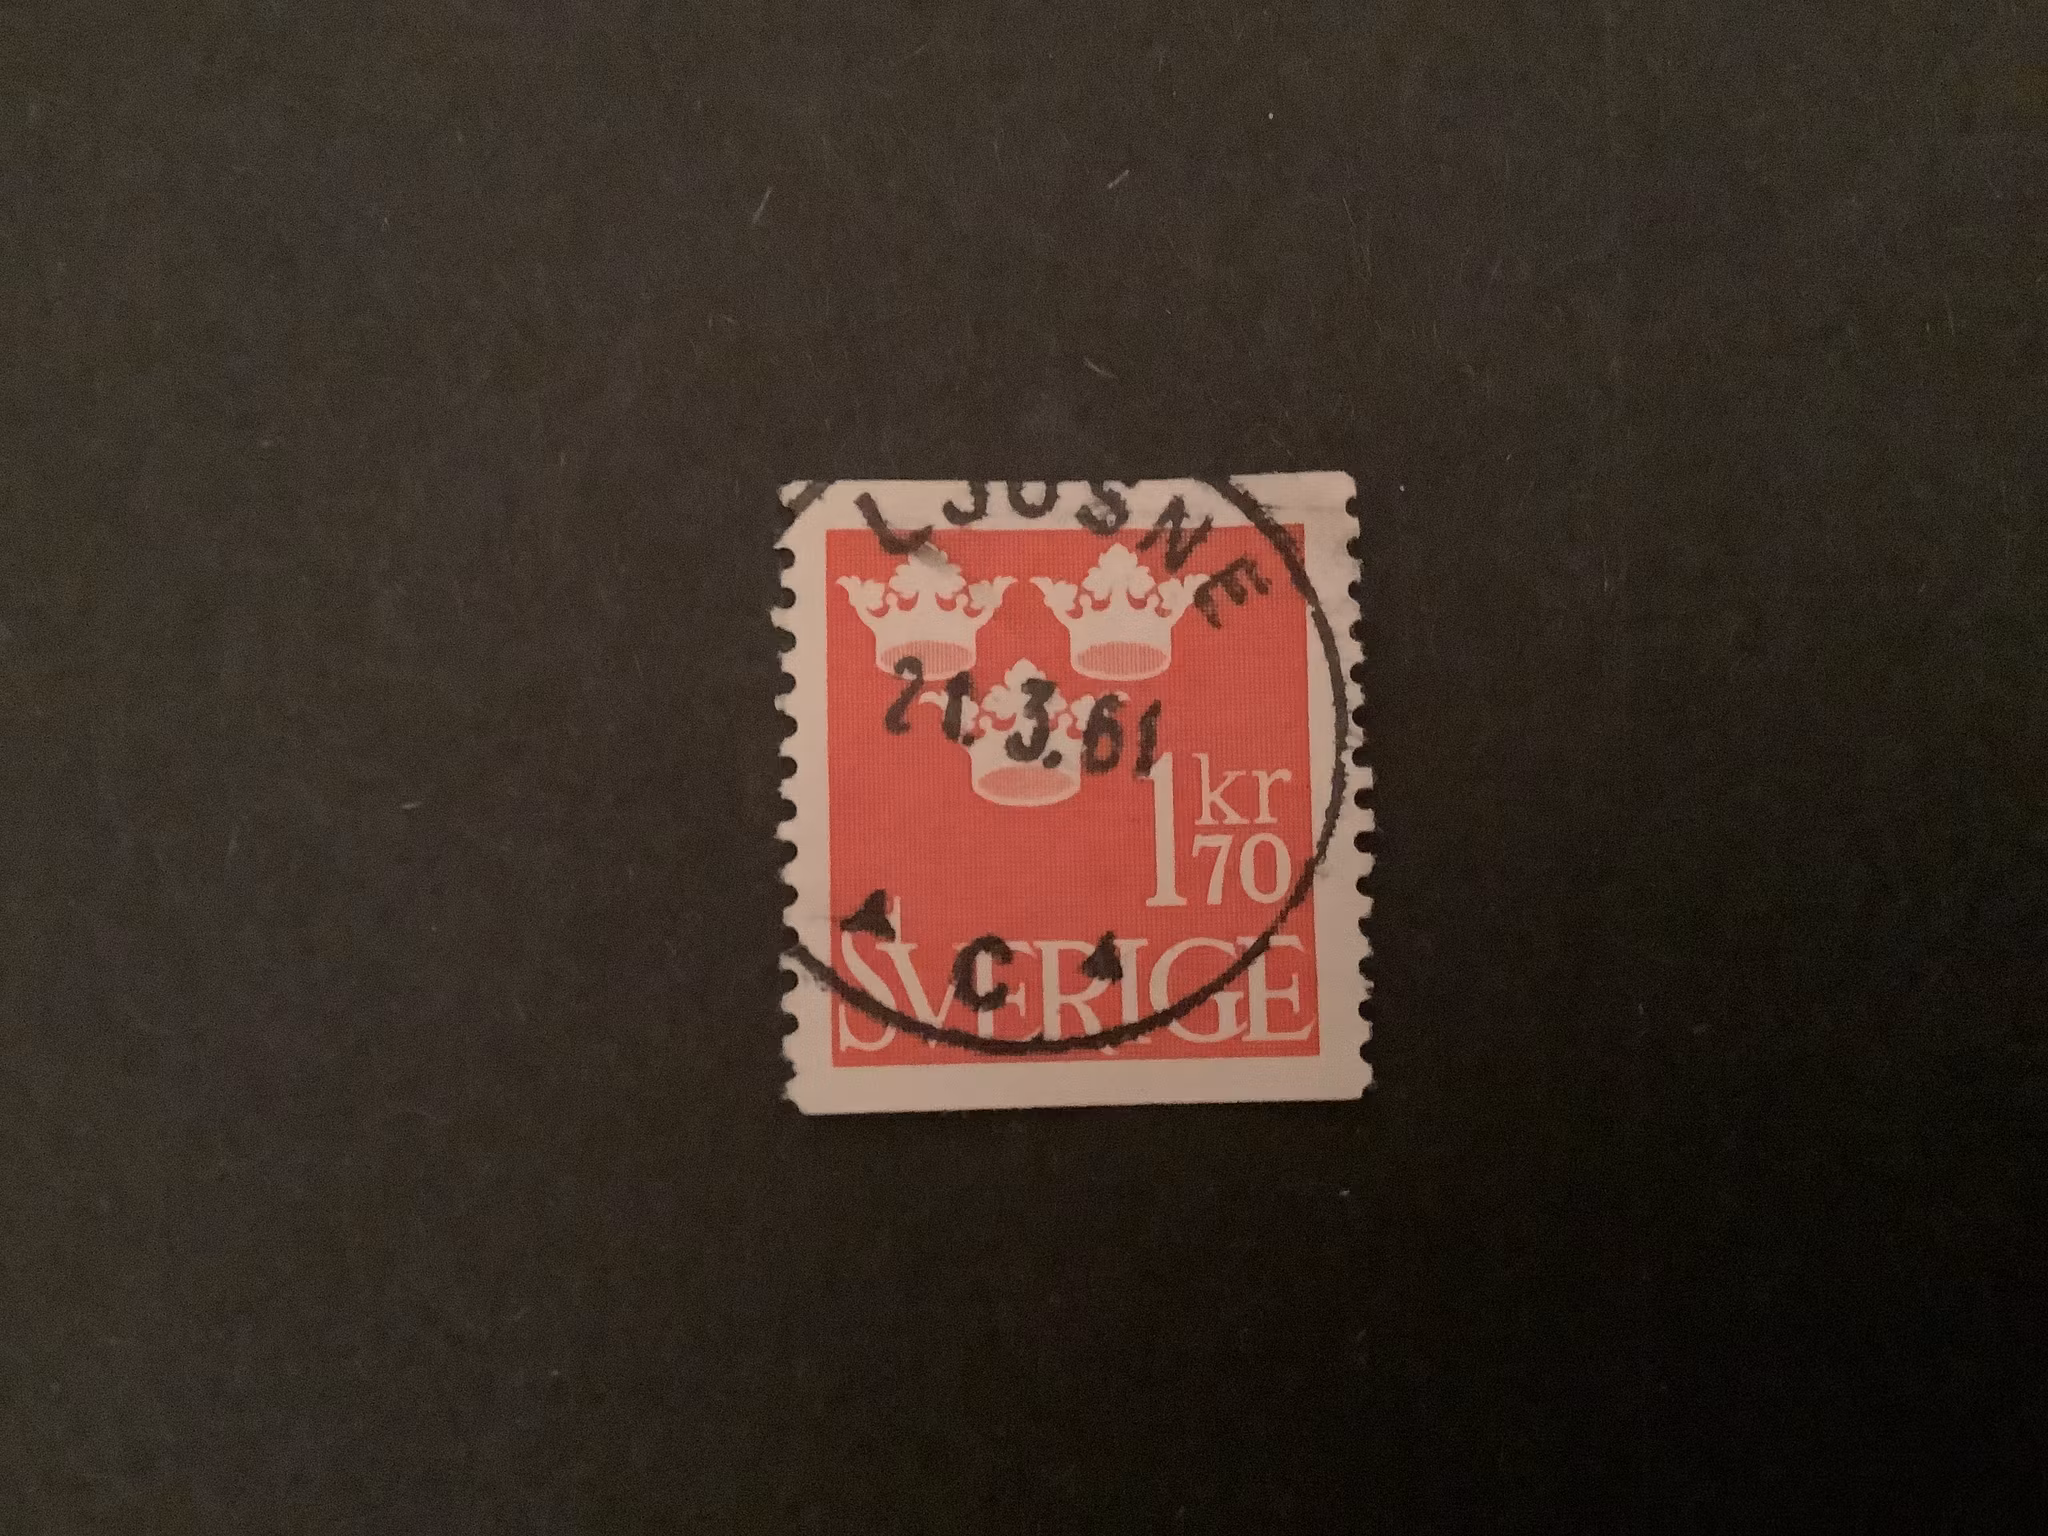 LJUSNE
21.3.61
1 kr
70
C
SVERIGE